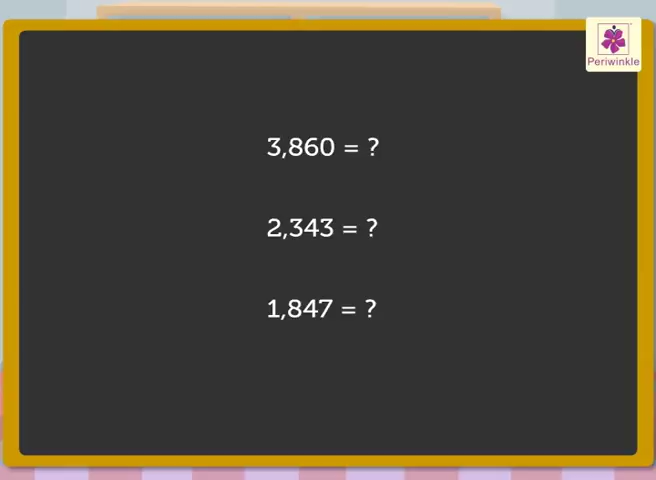 Periwinkle
3,860 = ?
2,343 = ?
1,847 = ?